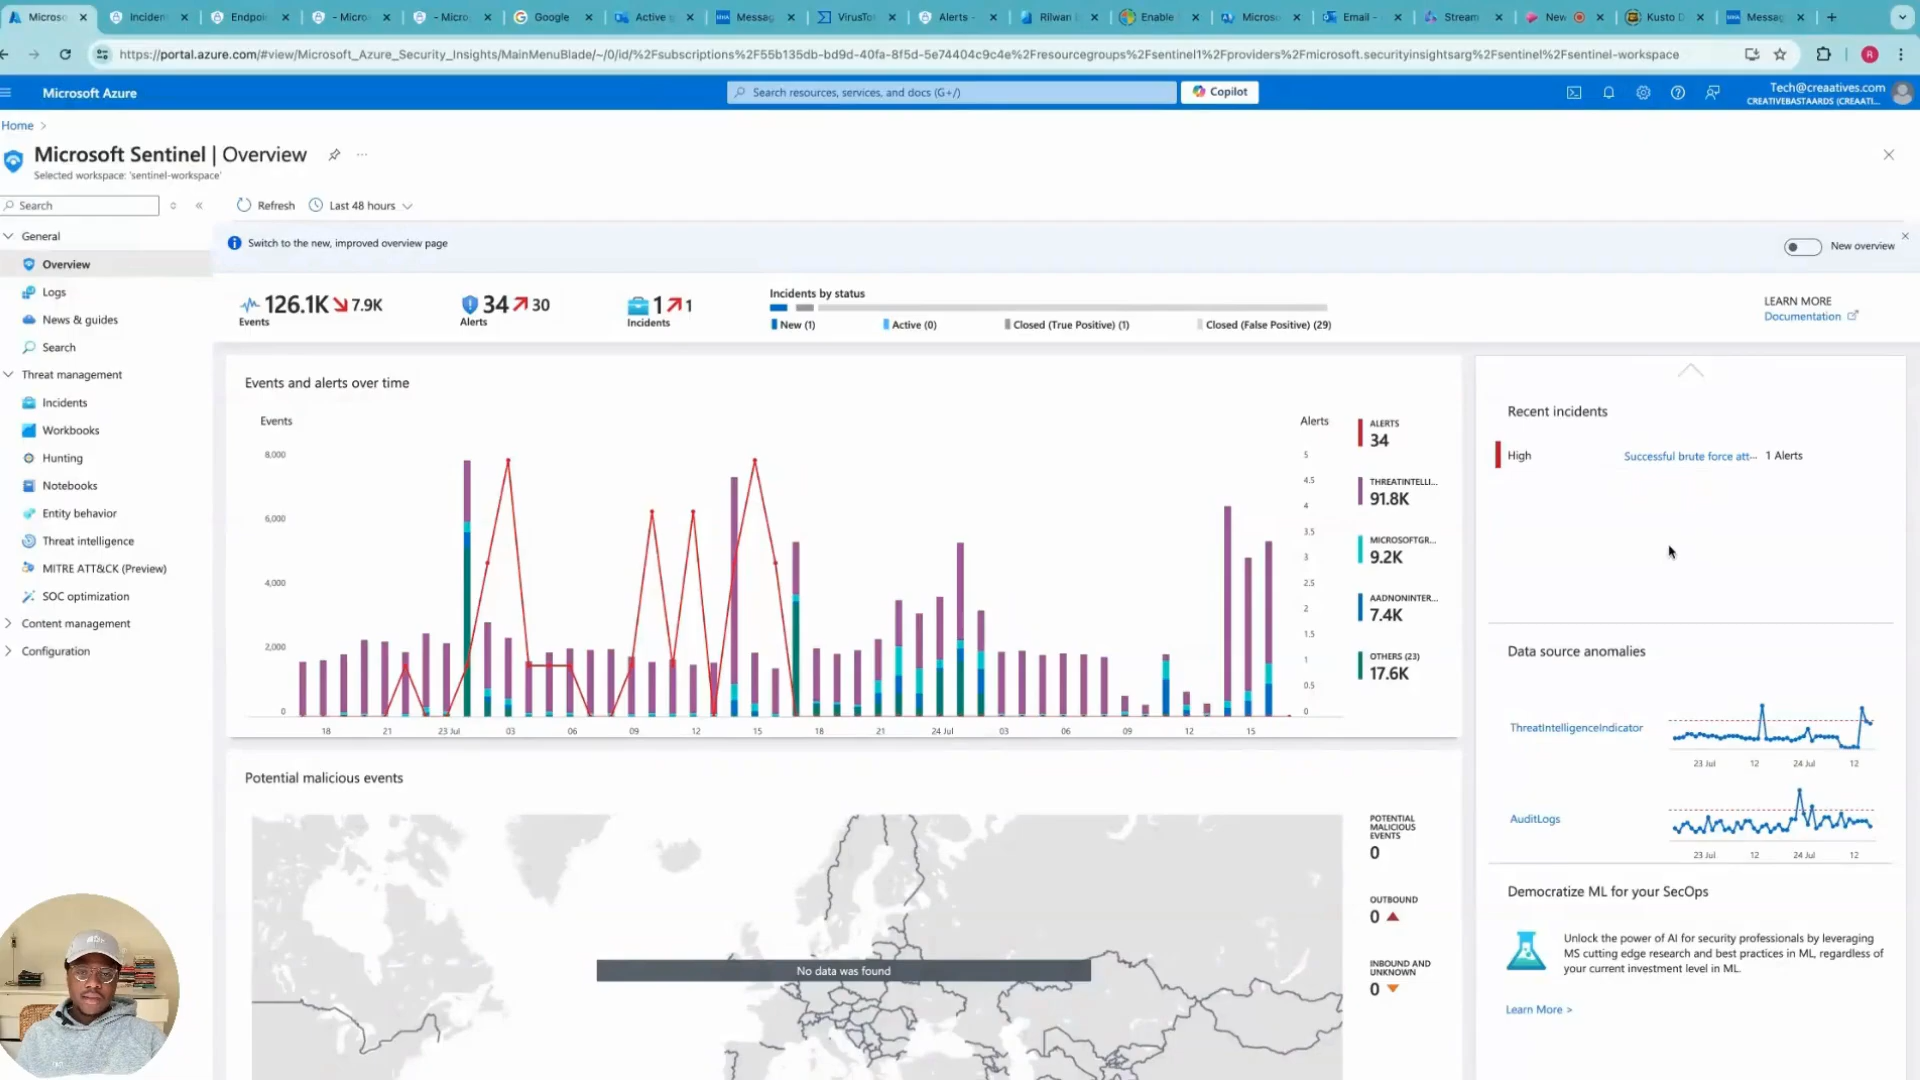 Microso
Inciden
Endpoi
- Micro
- Micro
Google
Active
Messag
VirusTo
Alerts -
Rilwan
Enable
Microso
Email -
Stream
New
Kusto D
Messag
https://portal.azure.com/#view/Microsoft_Azure_Security_Insights/MainMenuBlade/~/0/id/%2Fsubscriptions%2F55b135db-bd9d-40fa-8f5d-5e74404c9c4e%2Fresourcegroups%2Fsentinel1%2Fproviders%2Fmicrosoft.securityinsightsarg%2Fsentinel%2Fsentinel-workspace
R
Microsoft Azure
Search resources, services, and docs (G+/)
Copilot
Tech@creaatives.com
CREATIVEBASTAARDS (CREAATI...
Home >
Microsoft Sentinel | Overview
Selected workspace: 'sentinel-workspace'
Search
Refresh
Last 48 hours
General
Overview
Logs
News & guides
Search
Threat management
Incidents
Workbooks
Hunting
Notebooks
Entity behavior
Threat intelligence
MITRE ATT&CK (Preview)
SOC optimization
Content management
Configuration
Switch to the new, improved overview page
New overview
126.1K 7.9K
Events
34 30
Alerts
1 1
Incidents
Incidents by status
New (1)
Active (0)
Closed (True Positive) (1)
Closed (False Positive) (29)
LEARN MORE
Documentation
Events and alerts over time
Events
Alerts
8,000
6,000
4,000
2,000
0
5
4.5
4
3.5
3
2.5
2
1.5
1
0.5
0
18
21
23 Jul
03
06
09
12
15
18
21
24 Jul
03
06
09
12
15
ALERTS
34
THREATINTELLI...
91.8K
MICROSOFTGR...
9.2K
AADNONINTER...
7.4K
OTHERS (23)
17.6K
Potential malicious events
No data was found
POTENTIAL
MALICIOUS
EVENTS
0
OUTBOUND
0
INBOUND AND
UNKNOWN
0
Recent incidents
High
Successful brute force att...
1 Alerts
Data source anomalies
ThreatIntelligenceIndicator
23 Jul
12
24 Jul
12
AuditLogs
23 Jul
12
24 Jul
12
Democratize ML for your SecOps
Unlock the power of AI for security professionals by leveraging
MS cutting edge research and best practices in ML, regardless of
your current investment level in ML.
Learn More >